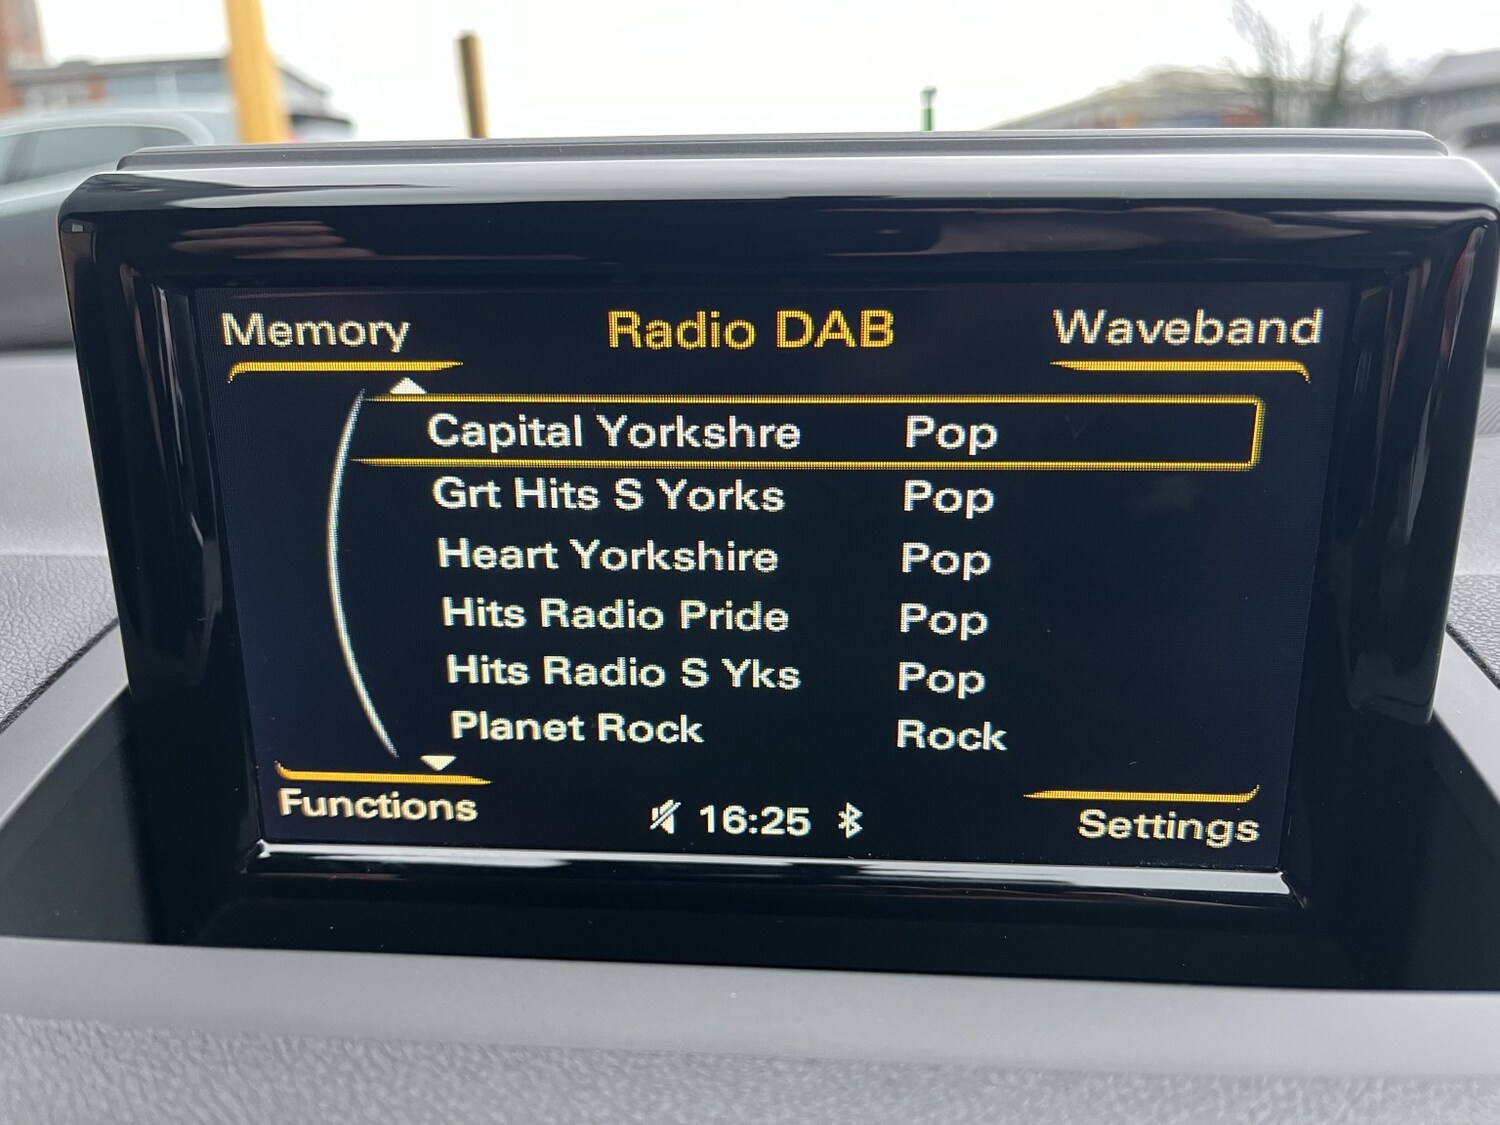 Memory Radio DAB Waveband
Capital Yorkshre Pop
Grt Hits S Yorks Pop
Heart Yorkshire Pop
Hits Radio Pride Pop
Hits Radio S Yks Pop
Planet Rock Rock
Functions 16:25 Settings